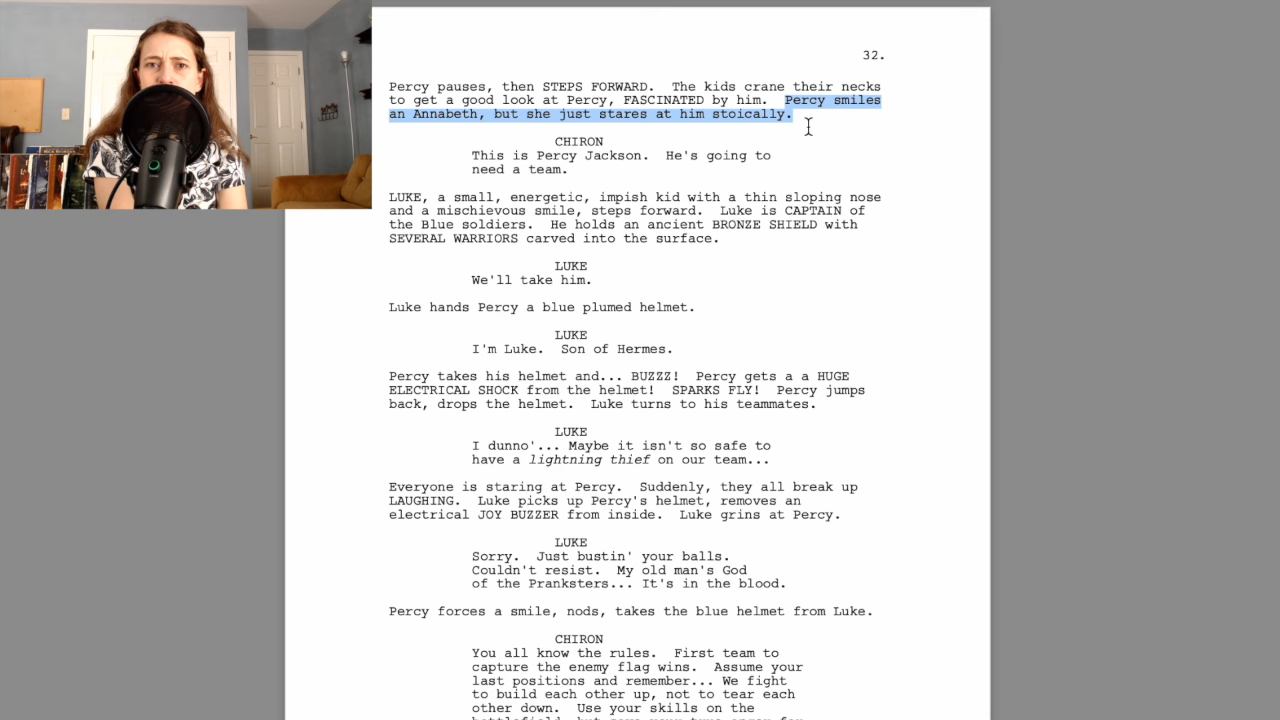 32.
Percy pauses, then STEPS FORWARD.  The kids crane their necks
to get a good look at Percy, FASCINATED by him.  Percy smiles
an Annabeth, but she just stares at him stoically.
CHIRON
This is Percy Jackson.  He's going to
need a team.
LUKE, a small, energetic, impish kid with a thin sloping nose
and a mischievous smile, steps forward.  Luke is CAPTAIN of
the Blue soldiers.  He holds an ancient BRONZE SHIELD with
SEVERAL WARRIORS carved into the surface.
LUKE
We'll take him.
Luke hands Percy a blue plumed helmet.
LUKE
I'm Luke.  Son of Hermes.
Percy takes his helmet and... BUZZZ!  Percy gets a a HUGE
ELECTRICAL SHOCK from the helmet!  SPARKS FLY!  Percy jumps
back, drops the helmet.  Luke turns to his teammates.
LUKE
I dunno'... Maybe it isn't so safe to
have a lightning thief on our team...
Everyone is staring at Percy.  Suddenly, they all break up
LAUGHING.  Luke picks up Percy's helmet, removes an
electrical JOY BUZZER from inside.  Luke grins at Percy.
LUKE
Sorry.  Just bustin' your balls.
Couldn't resist.  My old man's God
of the Pranksters... It's in the blood.
Percy forces a smile, nods, takes the blue helmet from Luke.
CHIRON
You all know the rules.  First team to
capture the enemy flag wins.  Assume your
last positions and remember... We fight
to build each other up, not to tear each
other down.  Use your skills on the